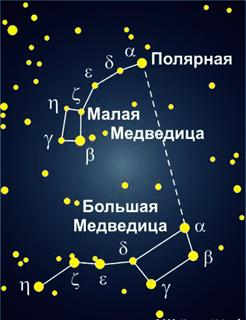 α Полярная
δ
ε
η
ζ Малая
Медведица
γ
β
Большая
Медведица
α
δ
β
ζ
η
ε
γ